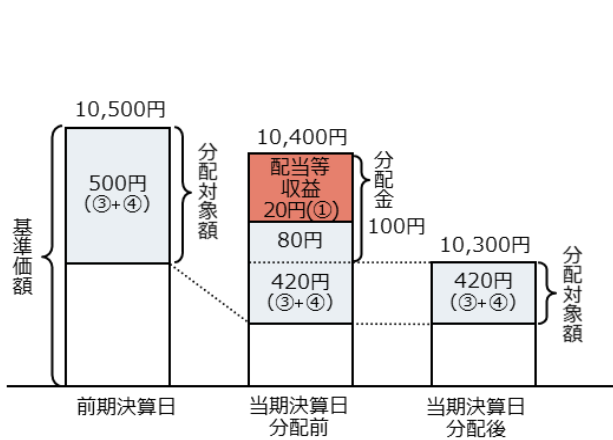 10,500円
500円
(③+④)
分配対象額
基準価額
前期決算日
10,400円
配当等
収益
20円(①)
80円
420円
(③+④)
分配金
100円
当期決算日
分配前
10,300円
420円
(③+④)
分配対象額
当期決算日
分配後